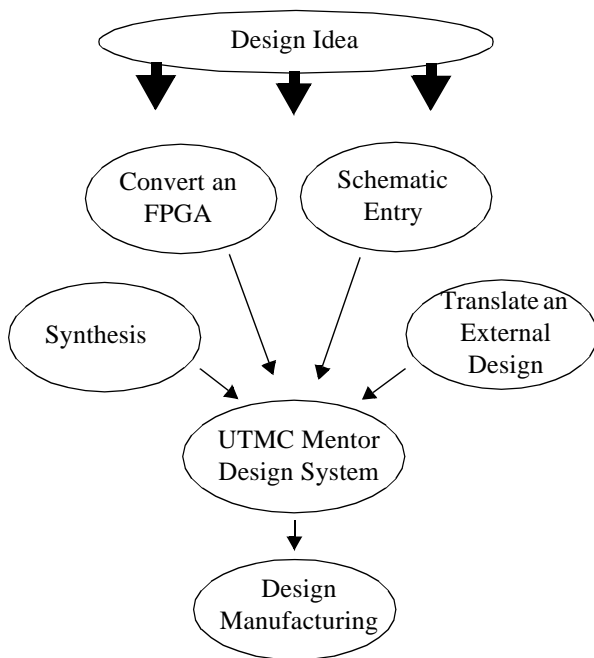 Design Idea
Convert an
FPGA
Schematic
Entry
Synthesis
Translate an
External
Design
UTMC Mentor
Design System
Design
Manufacturing